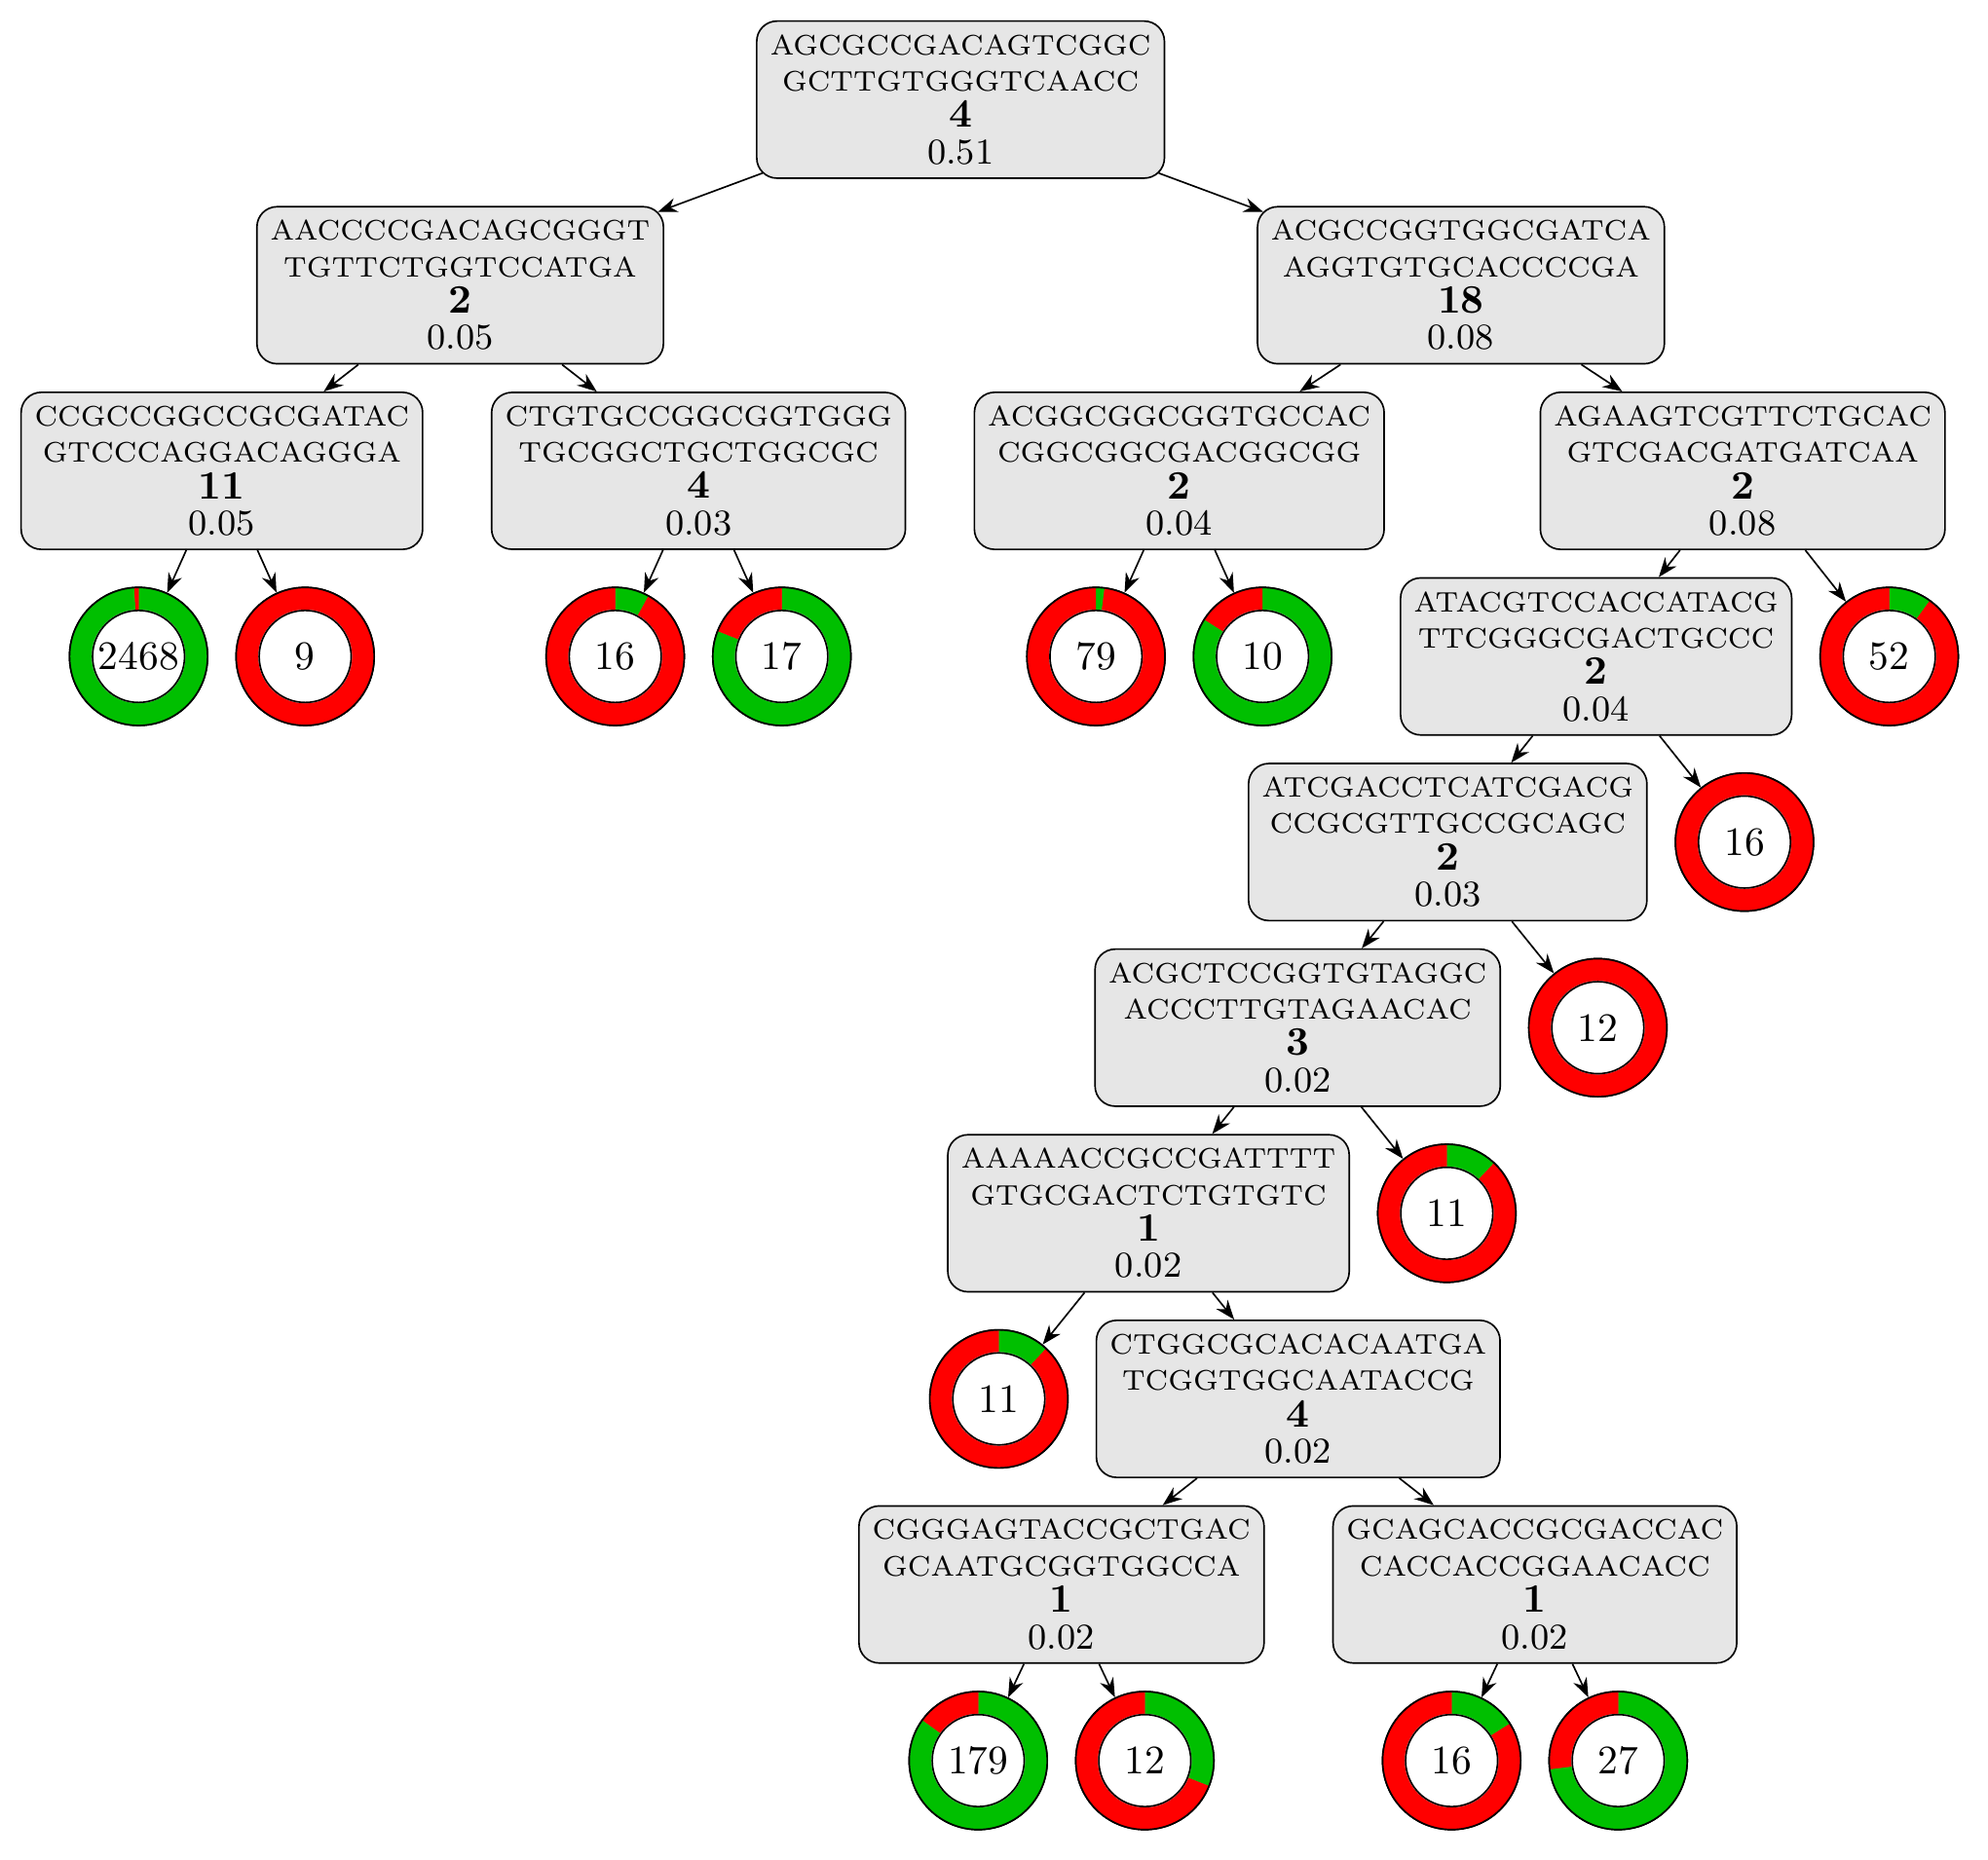 AGCGCCGACAGTCGGC
GCTTGTGGGTCAACC
4
0.51
AACCCCGACAGCGGGT
TGTTCTGGTCCATGA
2
0.05
ACGCCGGTGGCGATCA
AGGTGTGCACCCCGA
18
0.08
CCGCCGGCCGCGATAC
GTCCCAGGACAGGGA
11
0.05
CTGTGCCGGCGGTGGG
TGCGGCTGCTGGCGC
4
0.03
ACGGCGGCGGTGCCAC
CGGCGGCGACGGCGG
2
0.04
AGAAGTCGTTCTGCAC
GTCGACGATGATCAA
2
0.08
2468
9
16
17
79
10
ATACGTCCACCATACG
TTCGGGCGACTGCCC
2
0.04
52
ATCGACCTCATCGACG
CCGCGTTGCCGCAGC
2
0.03
16
ACGCTCCGGTGTAGGC
ACCCTTGTAGAACAC
3
0.02
12
AAAAACCGCCGATTTT
GTGCGACTCTGTGTC
1
0.02
11
11
CTGGCGCACACAATGA
TCGGTGGCAATACCG
4
0.02
CGGGAGTACCGCTGAC
GCAATGCGGTGGCCA
1
0.02
GCAGCACCGCGACCAC
CACCACCGGAACACC
1
0.02
179
12
16
27